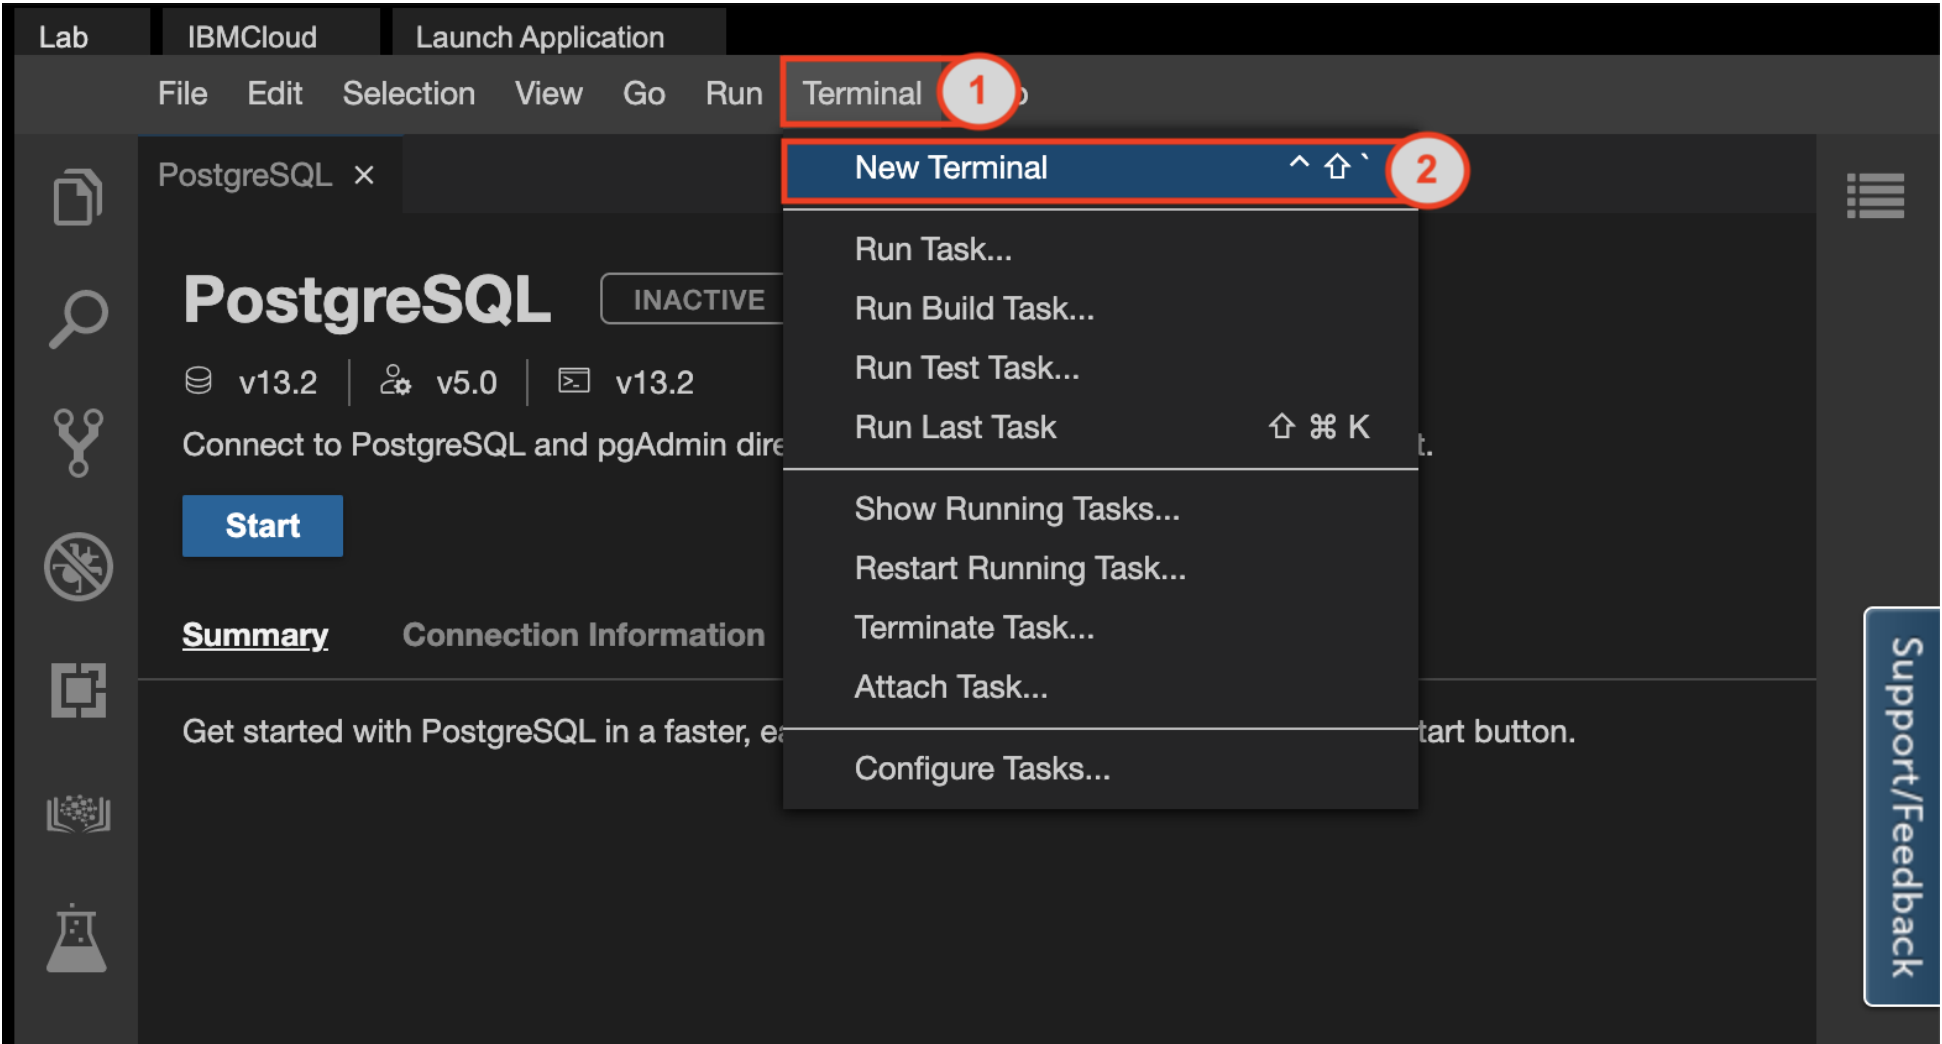 Lab IBMCloud Launch Application
File Edit Selection View Go Run Terminal 1
PostgreSQL ×
New Terminal ^ ⇧ ` 2
Run Task...
Run Build Task...
Run Test Task...
Run Last Task ⇧ ⌘ K
Show Running Tasks...
Restart Running Task...
Terminate Task...
Attach Task...
Configure Tasks...
PostgreSQL INACTIVE
v13.2 v5.0 v13.2
Connect to PostgreSQL and pgAdmin dire t.
Start
Summary Connection Information
Get started with PostgreSQL in a faster, ea tart button.
Support/Feedback